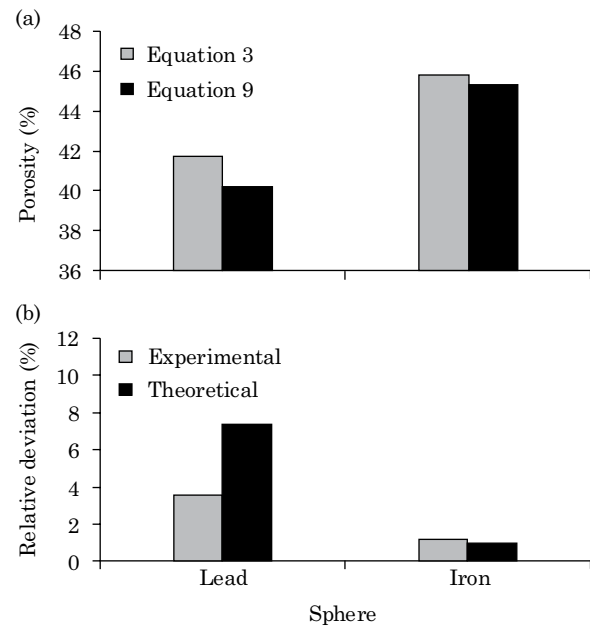 (a)
Equation 3
Equation 9
Porosity (%)
48
46
44
42
40
38
36
(b)
Experimental
Theoretical
Relative deviation (%)
12
10
8
6
4
2
0
Lead Iron
Sphere